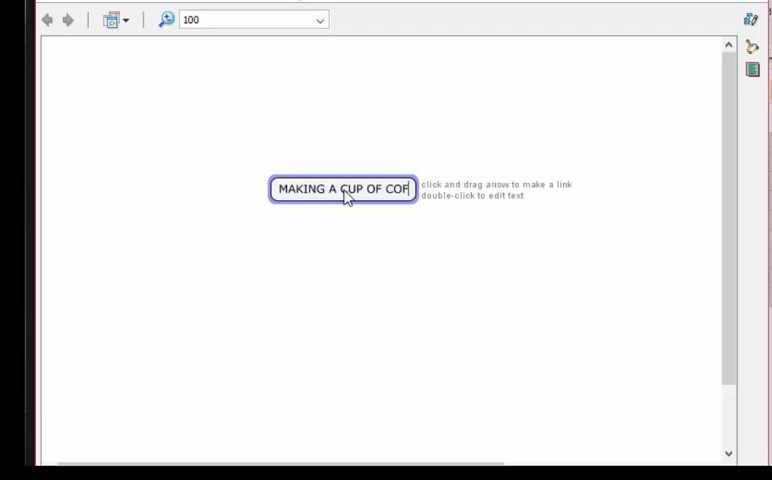 100
MAKING A CUP OF COF
click and drag arrow to make a link
double-click to edit text